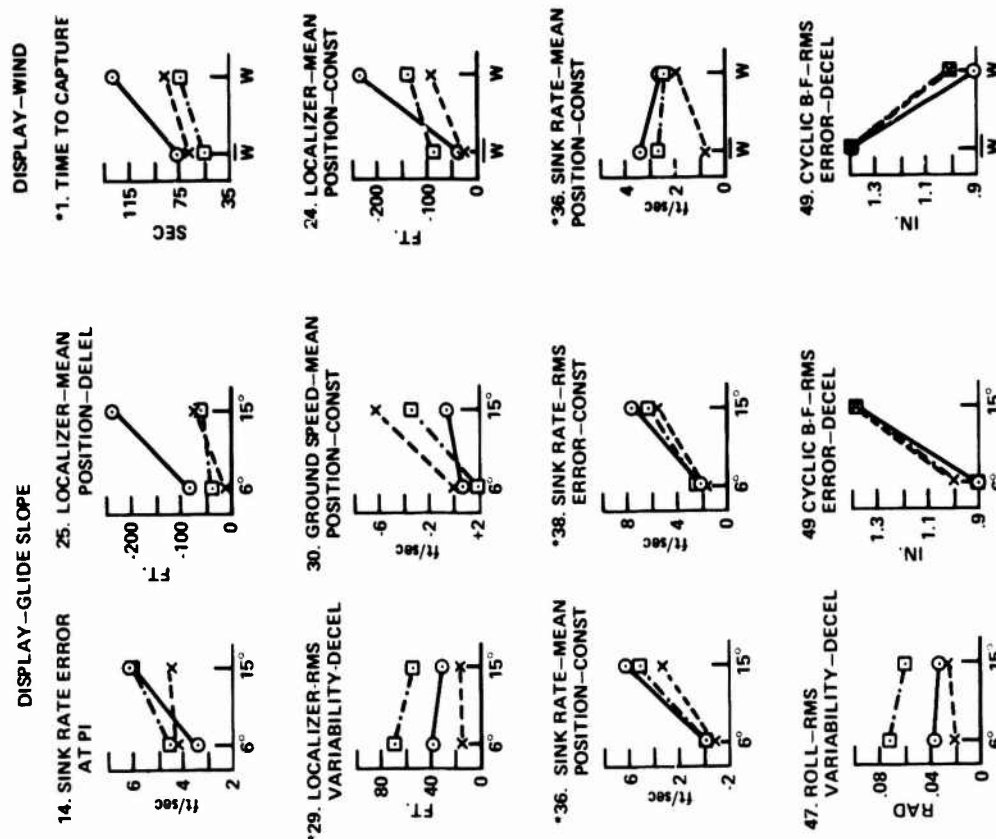 DISPLAY–GLIDE SLOPE
14. SINK RATE ERROR
AT PI
ft/sec
6
4
2
6°
15°
25. LOCALIZER–MEAN
POSITION–DELEL
FT.
-200
-100
0
6°
15°
*29. LOCALIZER-RMS
VARIABILITY-DECEL
FT.
80
40
0
6°
15°
30. GROUND SPEED–MEAN
POSITION–CONST
ft/sec
-6
-2
+2
6°
15°
*36. SINK RATE–MEAN
POSITION–CONST
ft/sec
6
2
-2
6°
15°
*38. SINK RATE–RMS
ERROR–CONST
ft/sec
8
4
0
6°
15°
47. ROLL–RMS
VARIABILITY–DECEL
RAD
.08
.04
0
6°
15°
49 CYCLIC B-F–RMS
ERROR–DECEL
IN.
1.3
1.1
.9
6°
15°
DISPLAY–WIND
*1. TIME TO CAPTURE
SEC
115
75
35
W̅
W
24. LOCALIZER–MEAN
POSITION–CONST
FT.
-200
-100
0
W̅
W
*36. SINK RATE–MEAN
POSITION–CONST
ft/sec
4
2
0
W̅
W
49. CYCLIC B-F–RMS
ERROR–DECEL
IN.
1.3
1.1
.9
W̅
W